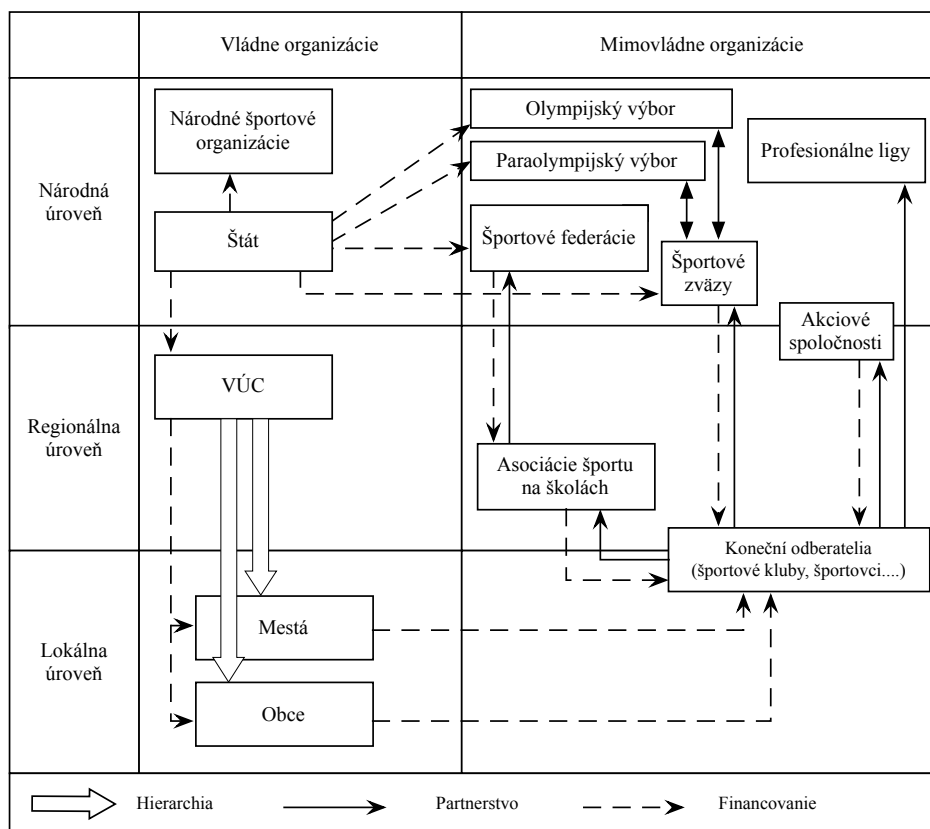 Vládne organizácie
Mimovládne organizácie
Národná
úroveň
Národné športové
organizácie
Štát
Olympijský výbor
Paraolympijský výbor
Profesionálne ligy
Športové federácie
Športové
zväzy
Akciové
spoločnosti
Regionálna
úroveň
VÚC
Asociácie športu
na školách
Koneční odberatelia
(športové kluby, športovci....)
Lokálna
úroveň
Mestá
Obce
Hierarchia
Partnerstvo
Financovanie